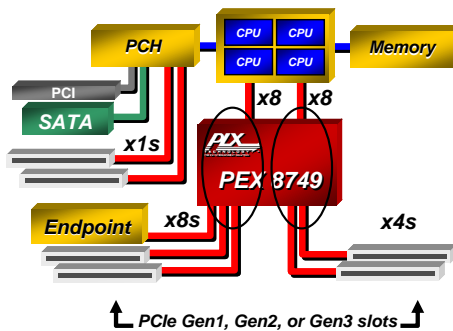 PCH
CPU
CPU
CPU
CPU
Memory
PCI
SATA
x8
x8
x1s
PLX
TECHNOLOGY
PEX 8749
Endpoint
x8s
x4s
PCIe Gen1, Gen2, or Gen3 slots